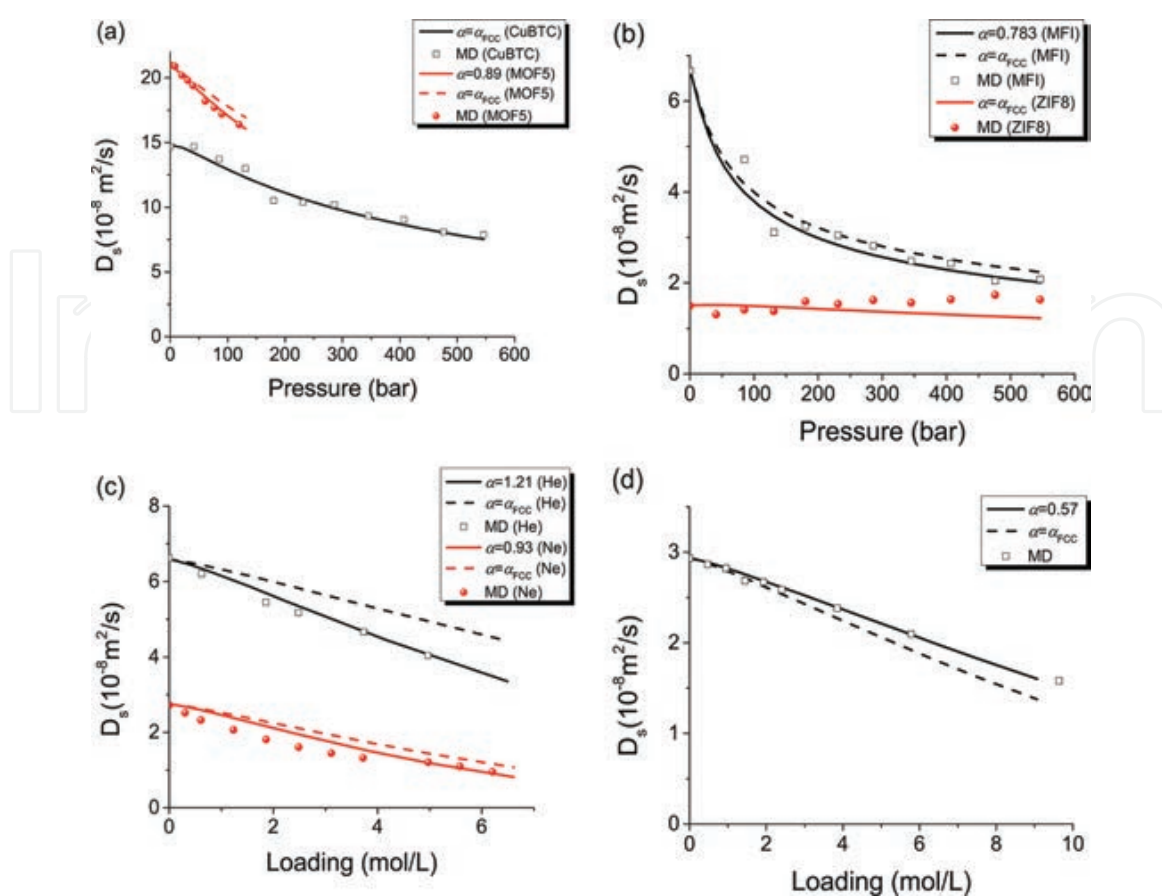 (a)
α=α_FCC (CuBTC)
MD (CuBTC)
α=0.89 (MOF5)
α=α_FCC (MOF5)
MD (MOF5)
20
15
10
5
0
0 100 200 300 400 500 600
D_s(10^-8 m^2/s)
Pressure (bar)
(b)
α=0.783 (MFI)
α=α_FCC (MFI)
MD (MFI)
α=α_FCC (ZIF8)
MD (ZIF8)
6
4
2
0
0 100 200 300 400 500 600
D_s(10^-8m^2/s)
Pressure (bar)
(c)
α=1.21 (He)
α=α_FCC (He)
MD (He)
α=0.93 (Ne)
α=α_FCC (Ne)
MD (Ne)
8
6
4
2
0
0 2 4 6
D_s(10^-8m^2/s)
Loading (mol/L)
(d)
α=0.57
α=α_FCC
MD
3
2
1
0
0 2 4 6 8 10
D_s(10^-8m^2/s)
Loading (mol/L)